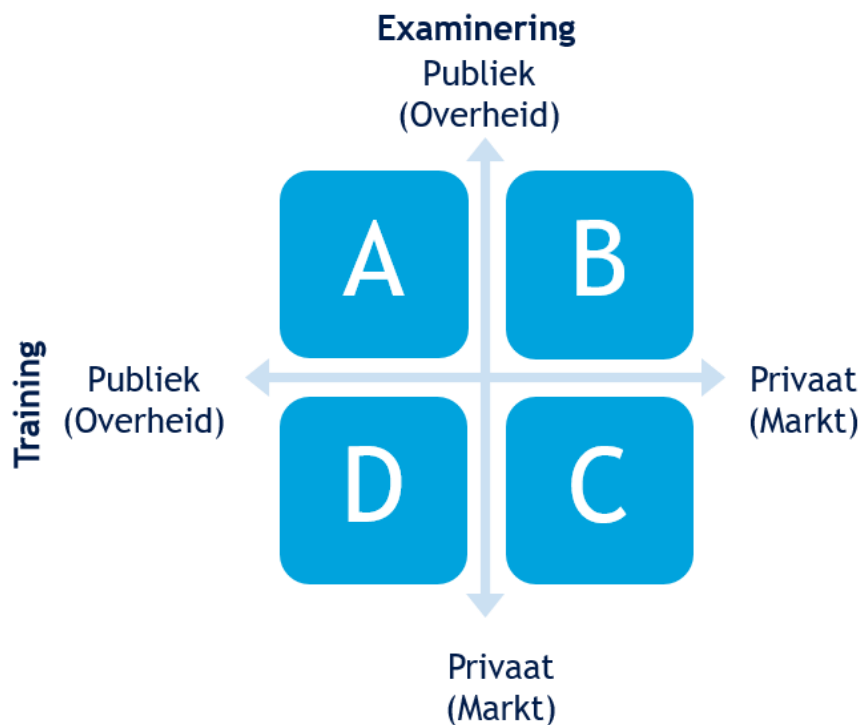 Examinering
Publiek
(Overheid)
A
B
Training
Publiek
(Overheid)
Privaat
(Markt)
D
C
Privaat
(Markt)